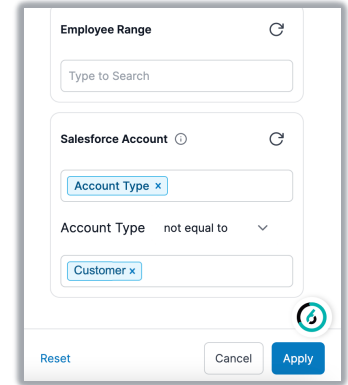 Employee Range
Type to Search
Salesforce Account
Account Type ×
Account Type not equal to
Customer ×
Reset Cancel Apply